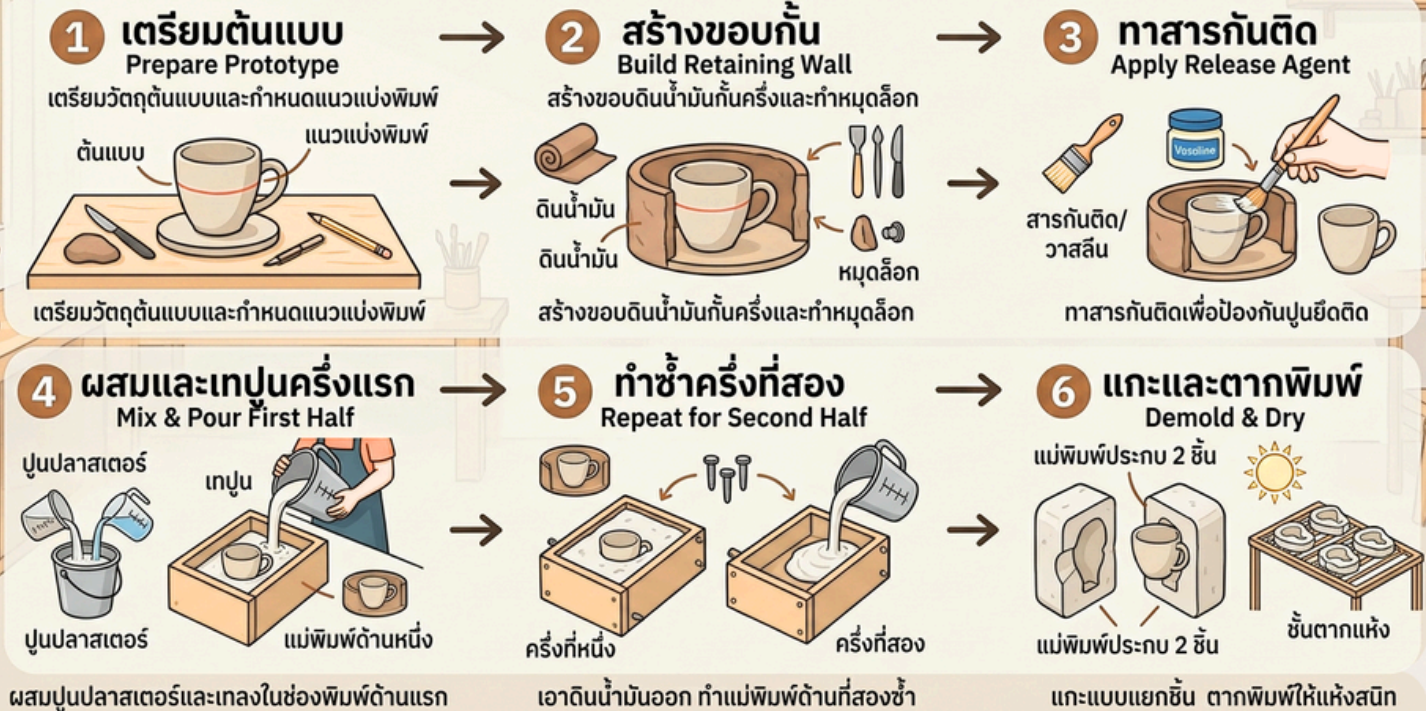 1 เตรียมต้นแบบ
Prepare Prototype
เตรียมวัตถุต้นแบบและกำหนดแนวแบ่งพิมพ์
ต้นแบบ
แนวแบ่งพิมพ์
เตรียมวัตถุต้นแบบและกำหนดแนวแบ่งพิมพ์
2 สร้างขอบกั้น
Build Retaining Wall
สร้างขอบดินน้ำมันกั้นครึ่งและทำหมุดล็อก
ดินน้ำมัน
ดินน้ำมัน
หมุดล็อก
สร้างขอบดินน้ำมันกั้นครึ่งและทำหมุดล็อก
3 ทาสารกันติด
Apply Release Agent
Vosoline
สารกันติด/
วาสลีน
ทาสารกันติดเพื่อป้องกันปูนยึดติด
4 ผสมและเทปูนครึ่งแรก
Mix & Pour First Half
ปูนปลาสเตอร์
เทปูน
ปูนปลาสเตอร์
แม่พิมพ์ด้านหนึ่ง
ผสมปูนปลาสเตอร์และเทลงในช่องพิมพ์ด้านแรก
5 ทำซ้ำครึ่งที่สอง
Repeat for Second Half
ครึ่งที่หนึ่ง
ครึ่งที่สอง
เอาดินน้ำมันออก ทำแม่พิมพ์ด้านที่สองซ้ำ
6 แกะและตากพิมพ์
Demold & Dry
แม่พิมพ์ประกบ 2 ชิ้น
แม่พิมพ์ประกบ 2 ชิ้น
ชั้นตากแห้ง
แกะแบบแยกชิ้น ตากพิมพ์ให้แห้งสนิท